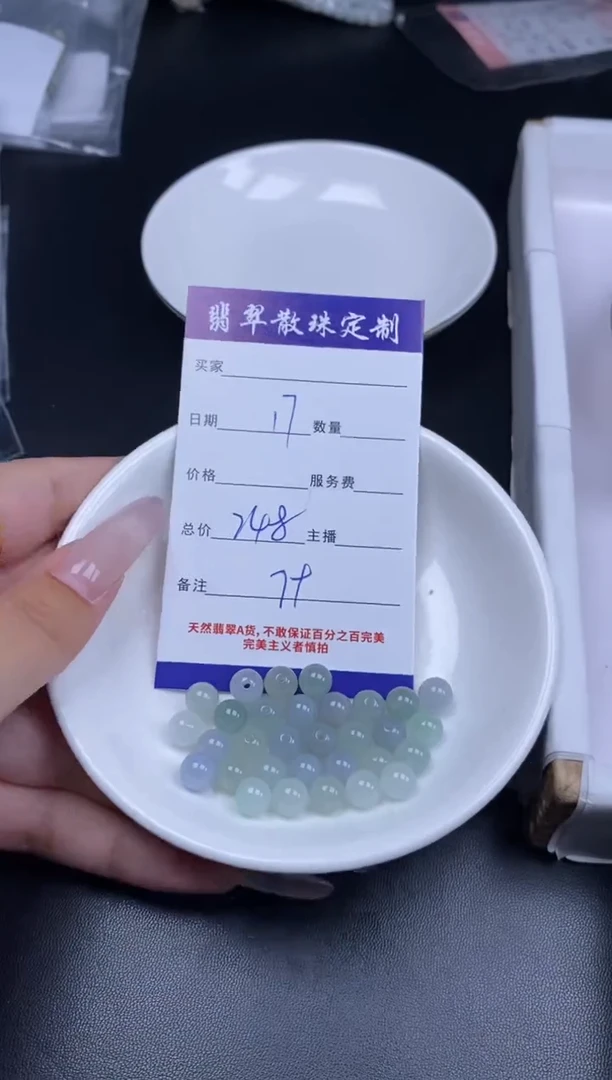 翡翠散珠定制
买家
日期 17 数量
价格 服务费
总价 248 主播
备注
天然翡翠A货，不敢保证百分之百完美
完美主义者慎拍